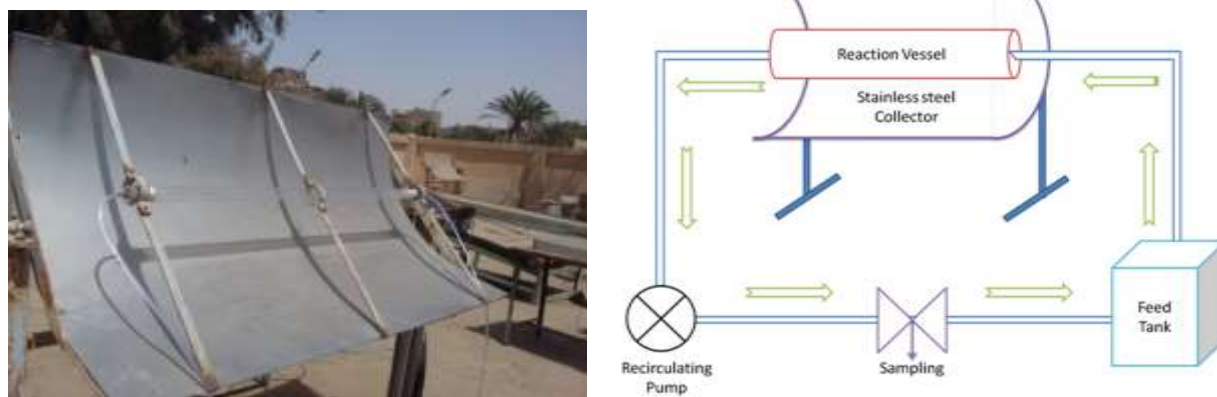 Reaction Vessel
Stainless steel
Collector
Recirculating
Pump
Sampling
Feed
Tank